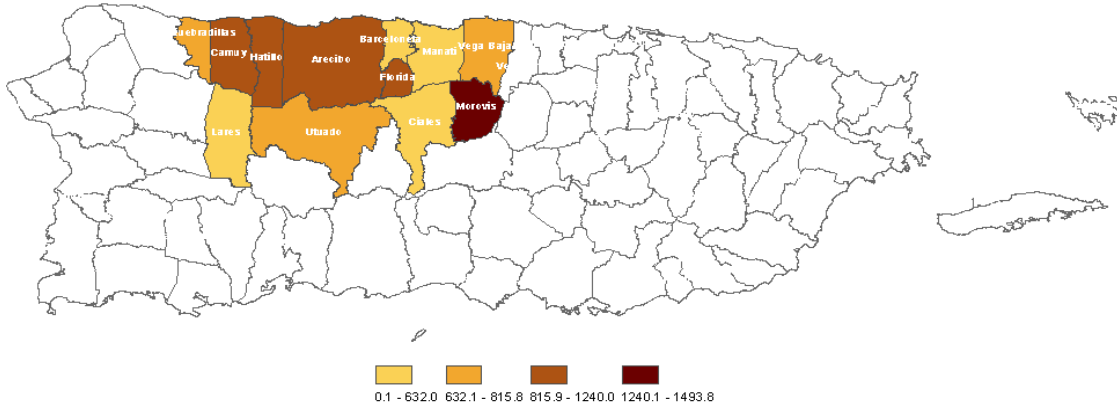 uebradillas
Camuy
Hatillo
Arecibo
Barceloneta
Manatí
Vega Baja
Ve
Florida
Morovis
Lares
Utuado
Ciales
0.1 - 632.0 632.1 - 815.8 815.9 - 1240.0 1240.1 - 1493.8